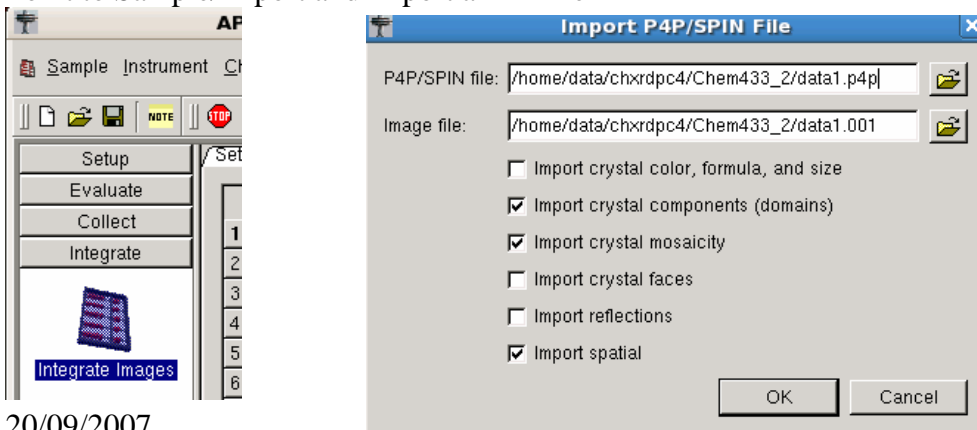 AP
Sample Instrument Ch
NOTE STOP
Setup
Set
Evaluate
Collect
1
Integrate
2
3
4
5
Integrate Images
6
20/09/2007
Import P4P/SPIN File
P4P/SPIN file: /home/data/chxrdpc4/Chem433_2/data1.p4p
Image file: /home/data/chxrdpc4/Chem433_2/data1.001
Import crystal color, formula, and size
Import crystal components (domains)
Import crystal mosaicity
Import crystal faces
Import reflections
Import spatial
OK Cancel